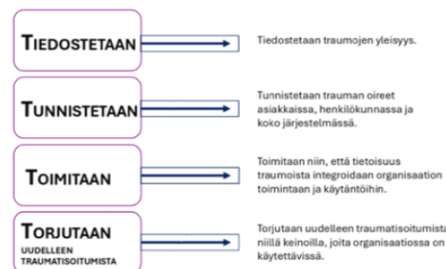 TIEDOSTETAAN
Tiedostetaan traumojen yleisyys.
TUNNISTETAAN
Tunnistetaan trauman oireet
asiakkaissa, henkilökunnassa ja
koko järjestelmässä.
TOIMITAAN
Toimitaan niin, että tietoisuus
traumoista integroidaan organisaation
toimintaan ja käytäntöihin.
TORJUTAAN
UUDELLEEN
TRAUMATISOITUMISTA
Torjutaan uudelleen traumatisoitumista
niillä keinoilla, joita organisaatiossa on
käytettävissä.